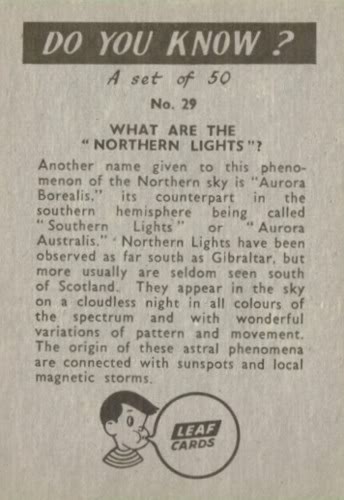 DO YOU KNOW ?
A set of 50
No. 29
WHAT ARE THE
"NORTHERN LIGHTS"?
Another name given to this pheno-
menon of the Northern sky is "Aurora
Borealis," its counterpart in the
southern hemisphere being called
"Southern Lights" or "Aurora
Australis." Northern Lights have been
observed as far south as Gibraltar, but
more usually are seldom seen south
of Scotland. They appear in the sky
on a cloudless night in all colours of
the spectrum and with wonderful
variations of pattern and movement.
The origin of these astral phenomena
are connected with sunspots and local
magnetic storms.
LEAF
CARDS